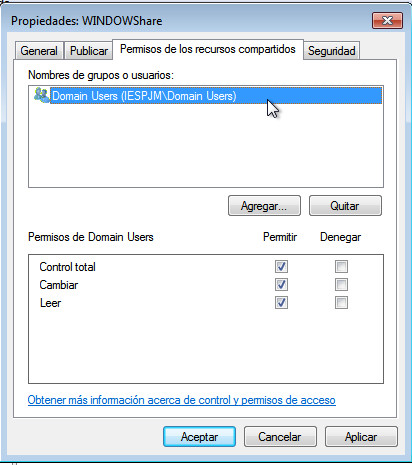 Propiedades: WINDOWShare
General
Publicar
Permisos de los recursos compartidos
Seguridad
Nombres de grupos o usuarios:
Domain Users (IESPJM\Domain Users)
Agregar...
Quitar
Permisos de Domain Users
Permitir
Denegar
Control total
Cambiar
Leer
Obtener más información acerca de control y permisos de acceso
Aceptar
Cancelar
Aplicar